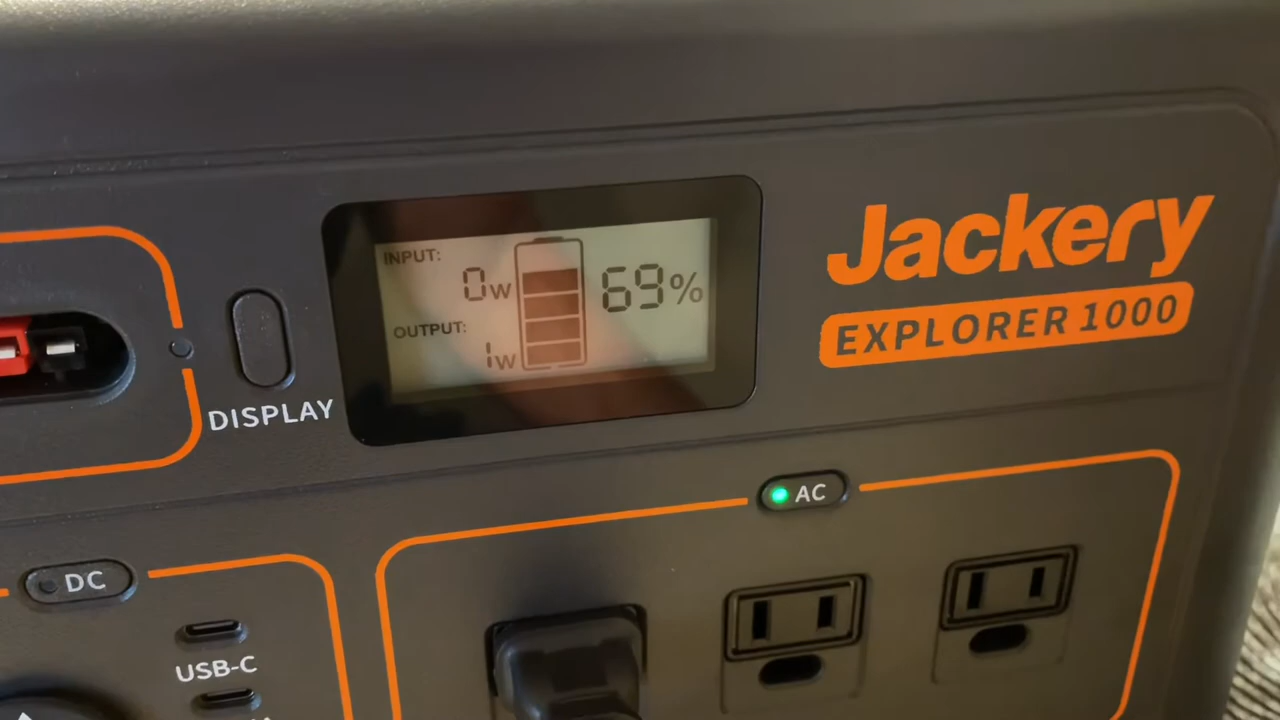 INPUT:
0W
69%
OUTPUT:
1W
Jackery
EXPLORER 1000
DISPLAY
AC
DC
USB-C